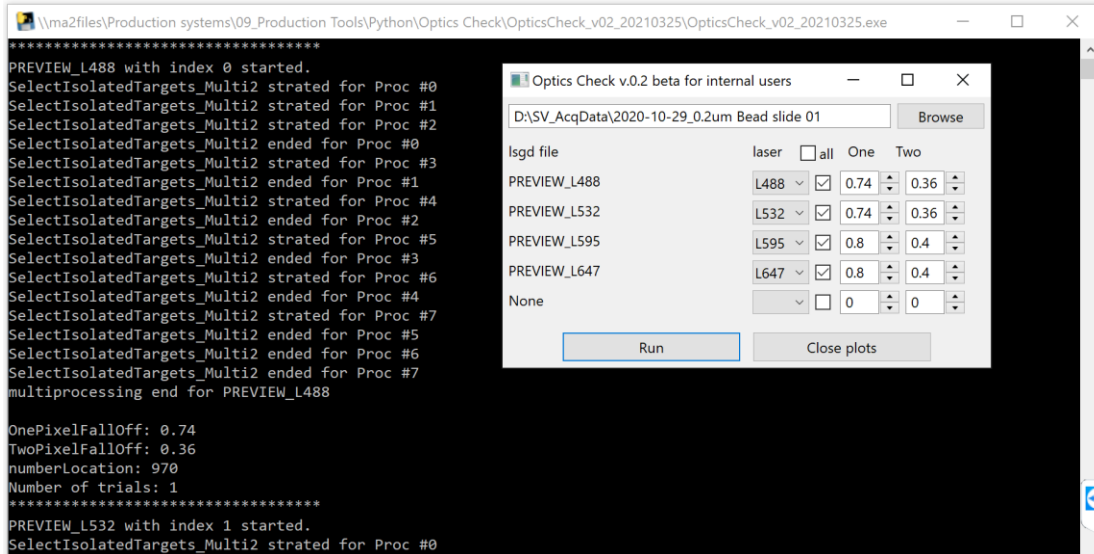 \\ma2files\Production systems\09_Production Tools\Python\Optics Check\OpticsCheck_v02_20210325\OpticsCheck_v02_20210325.exe
***********************************
PREVIEW_L488 with index 0 started.
SelectIsolatedTargets_Multi2 strated for Proc #0
SelectIsolatedTargets_Multi2 strated for Proc #1
SelectIsolatedTargets_Multi2 strated for Proc #2
SelectIsolatedTargets_Multi2 ended for Proc #0
SelectIsolatedTargets_Multi2 strated for Proc #3
SelectIsolatedTargets_Multi2 ended for Proc #1
SelectIsolatedTargets_Multi2 strated for Proc #4
SelectIsolatedTargets_Multi2 ended for Proc #2
SelectIsolatedTargets_Multi2 strated for Proc #5
SelectIsolatedTargets_Multi2 ended for Proc #3
SelectIsolatedTargets_Multi2 strated for Proc #6
SelectIsolatedTargets_Multi2 ended for Proc #4
SelectIsolatedTargets_Multi2 strated for Proc #7
SelectIsolatedTargets_Multi2 ended for Proc #5
SelectIsolatedTargets_Multi2 ended for Proc #6
SelectIsolatedTargets_Multi2 ended for Proc #7
multiprocessing end for PREVIEW_L488
OnePixelFallOff: 0.74
TwoPixelFallOff: 0.36
numberLocation: 970
Number of trials: 1
***********************************
PREVIEW_L532 with index 1 started.
SelectIsolatedTargets_Multi2 strated for Proc #0
Optics Check v.0.2 beta for internal users
D:\SV_AcqData\2020-10-29_0.2um Bead slide 01 Browse
lsgd file laser all One Two
PREVIEW_L488 L488 0.74 0.36
PREVIEW_L532 L532 0.74 0.36
PREVIEW_L595 L595 0.8 0.4
PREVIEW_L647 L647 0.8 0.4
None 0 0
Run Close plots